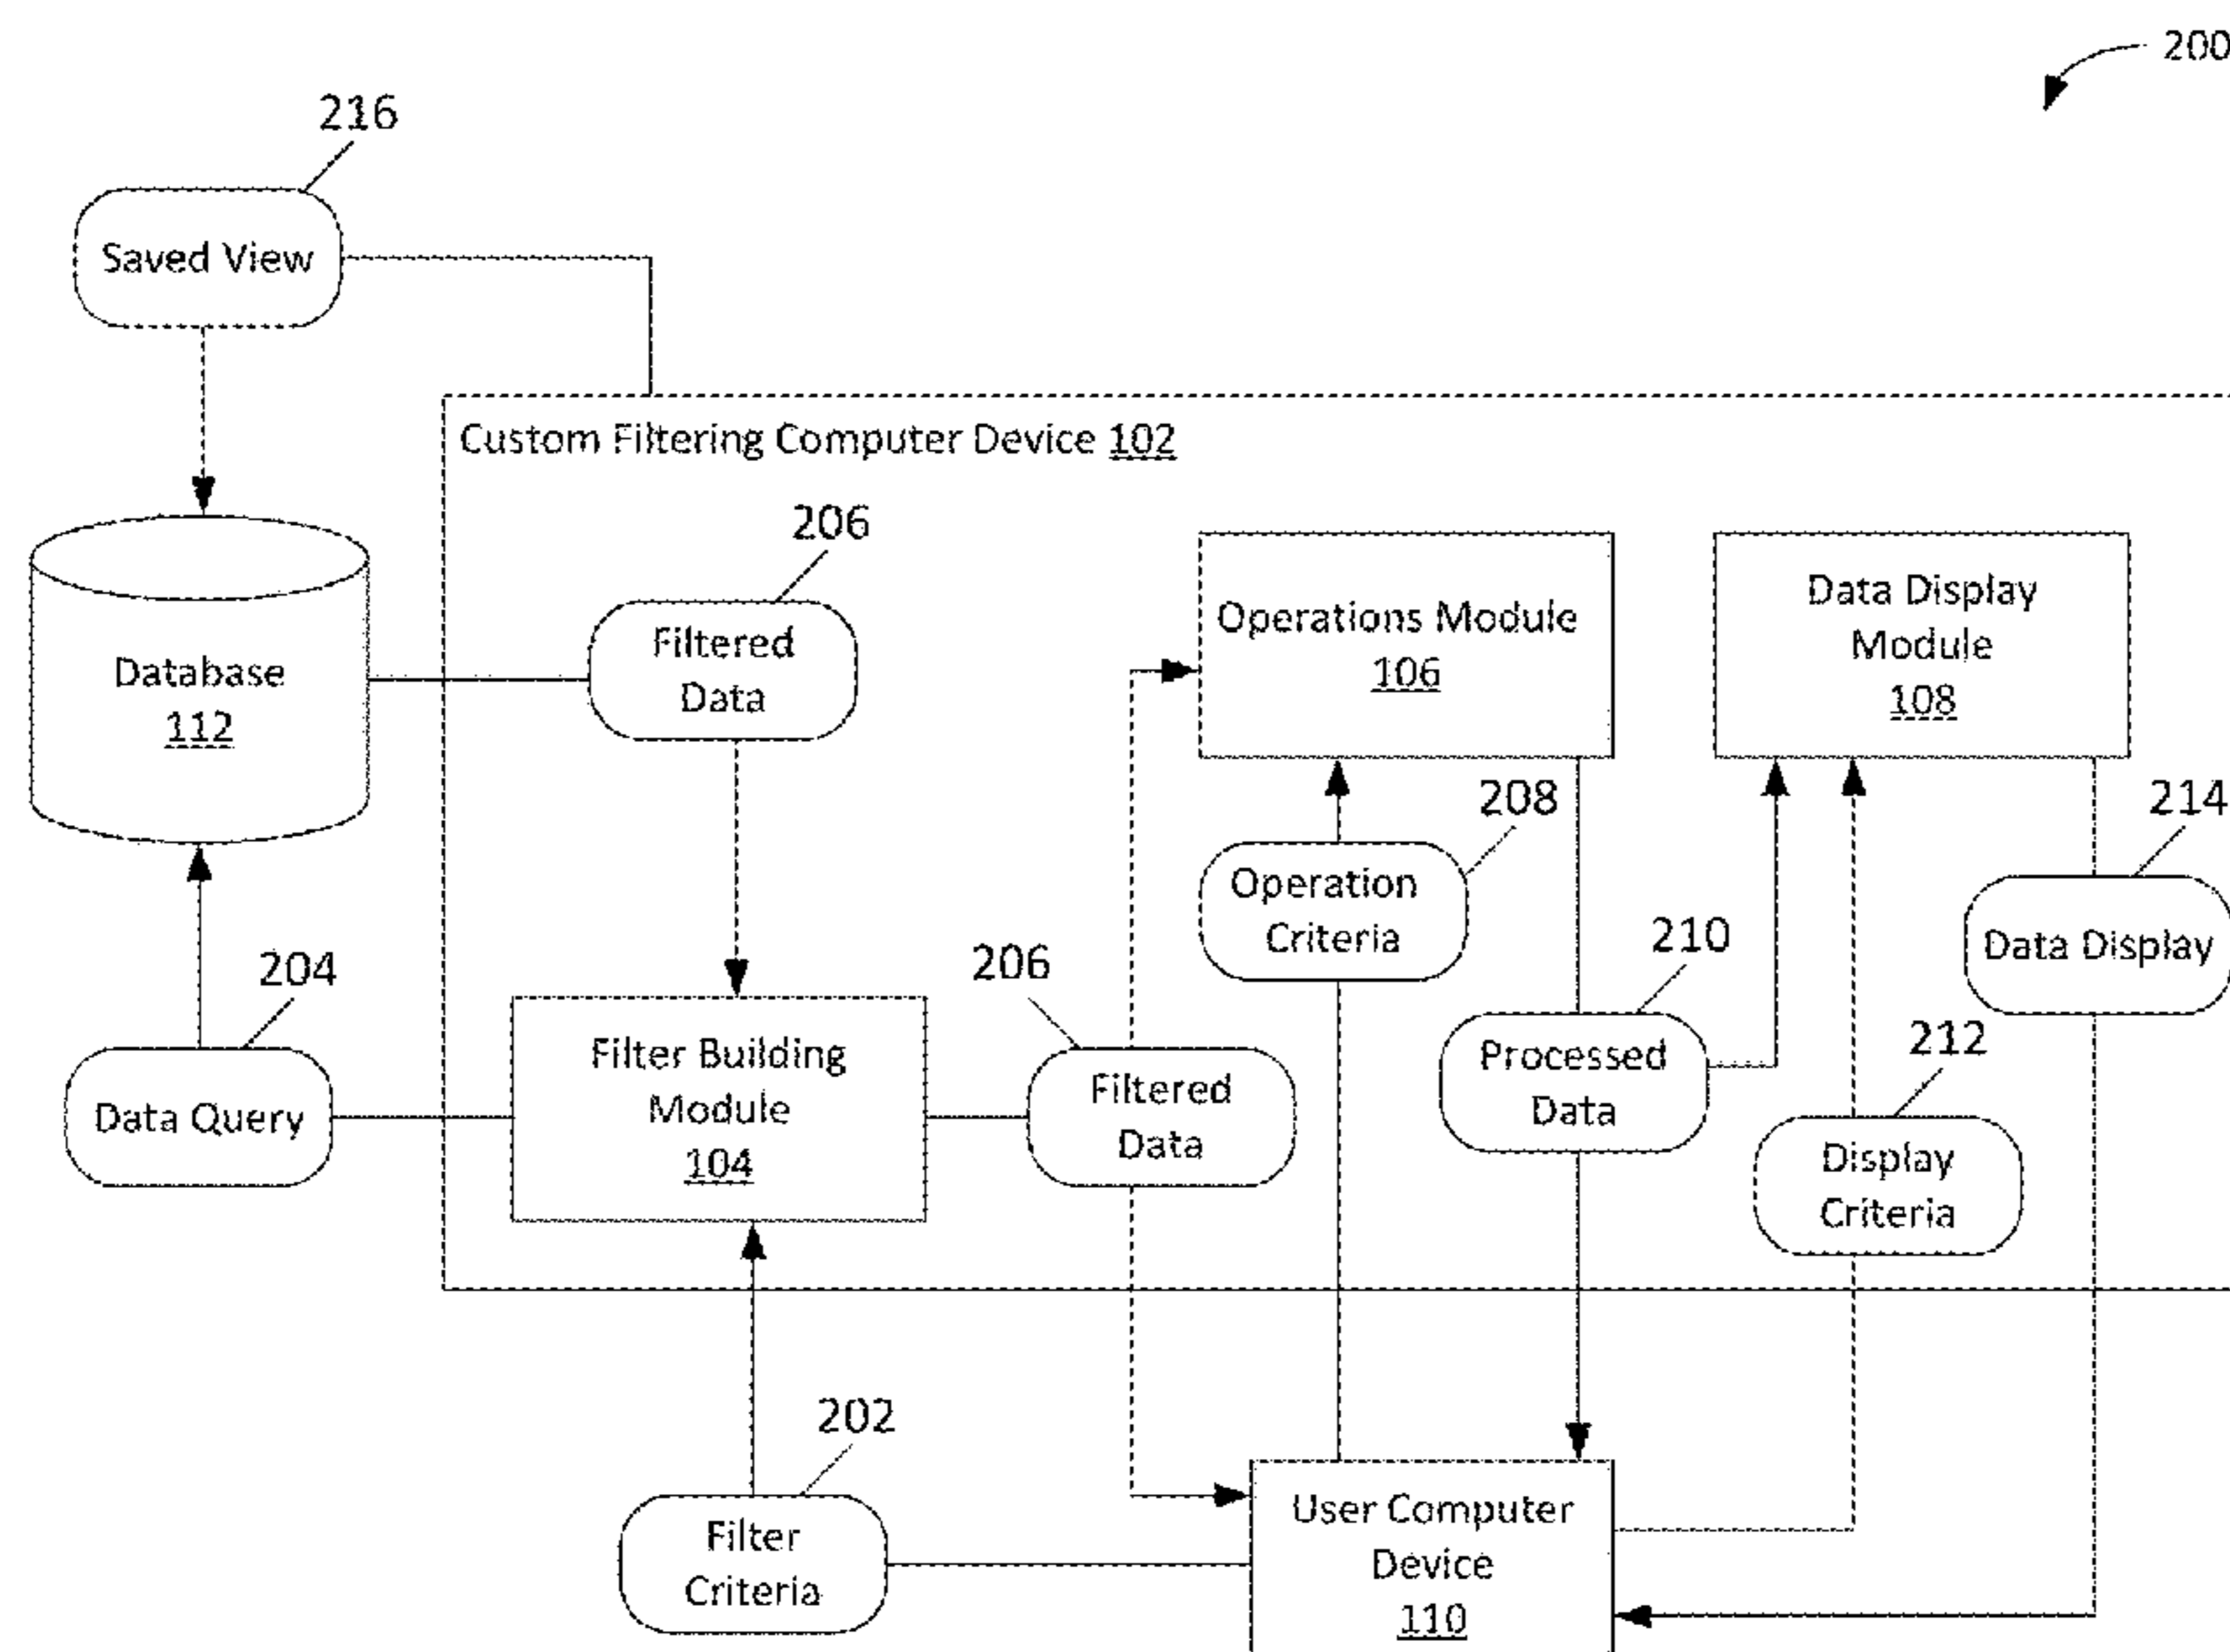 200
216
Saved View
Custom Filtering Computer Device 102
206
Filtered
Data
Database
112
Operations Module
106
Data Display
Module
108
208
Operation
Criteria
214
Data Display
204
Data Query
Filter Building
Module
104
206
Filtered
Data
210
Processed
Data
212
Display
Criteria
202
Filter
Criteria
User Computer
Device
110